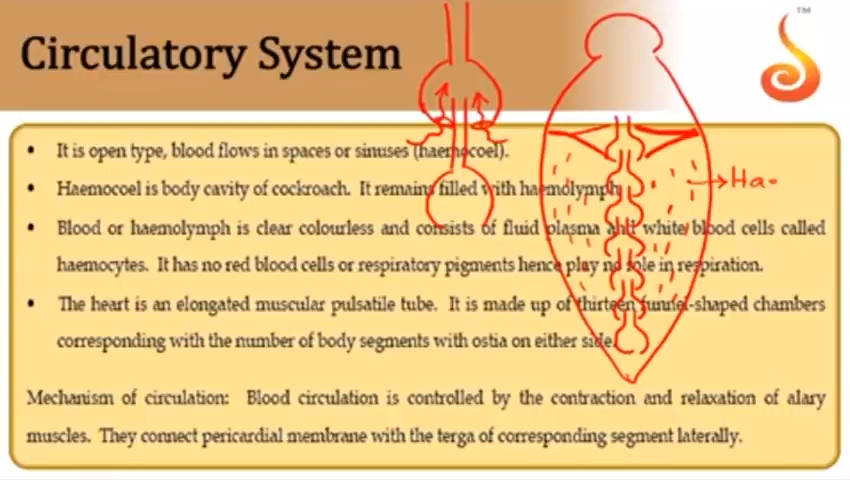 Circulatory System
TM
• It is open type, blood flows in spaces or sinuses (haemocoel).
• Haemocoel is body cavity of cockroach. It remains filled with haemolymph.
→Ha-
• Blood or haemolymph is clear colourless and consists of fluid plasma and white blood cells called
haemocytes. It has no red blood cells or respiratory pigments hence play no role in respiration.
• The heart is an elongated muscular pulsatile tube. It is made up of thirteen funnel-shaped chambers
corresponding with the number of body segments with ostia on either side.
Mechanism of circulation: Blood circulation is controlled by the contraction and relaxation of alary
muscles. They connect pericardial membrane with the terga of corresponding segment laterally.